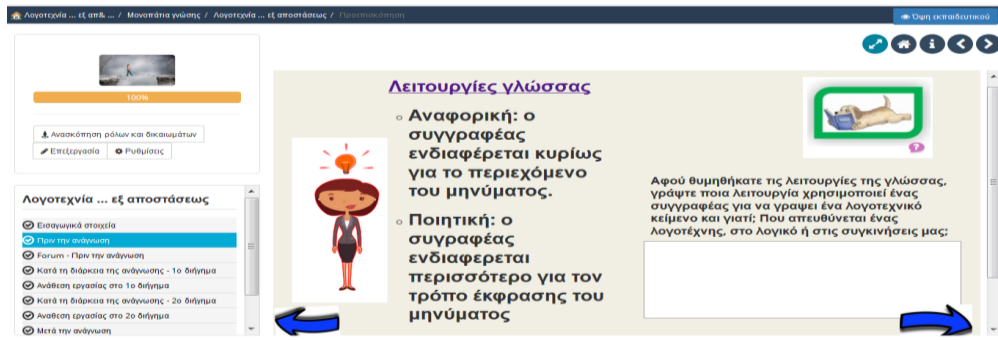 Λογοτεχνία ... εξ απ&. ... / Μονοπάτια γνώσης / Λογοτεχνία ... εξ αποστάσεως / Προεπισκόπηση
Όψη εκπαιδευτικού
100%
Ανασκόπηση ρόλων και δικαιωμάτων
Επεξεργασία
Ρυθμίσεις
Λογοτεχνία ... εξ αποστάσεως
Εισαγωγικά στοιχεία
Πριν την ανάγνωση
Forum - Πριν την ανάγνωση
Κατά τη διάρκεια της ανάγνωσης - 1ο διήγημα
Ανάθεση εργασίας στο 1ο διήγημα
Κατά τη διάρκεια της ανάγνωσης - 2ο διήγημα
Αναθεση εργασίας στο 2ο διήγημα
Μετά την ανάγνωση
Λειτουργίες γλώσσας
Αναφορική: ο
συγγραφέας
ενδιαφέρεται κυρίως
για το περιεχόμενο
του μηνύματος.
Ποιητική: ο
συγραφέας
ενδιαφερεται
περισσότερο για τον
τρόπο έκφρασης του
μηνύματος
?
Αφού θυμηθήκατε τις λειτουργίες της γλώσσας,
γράψτε ποια λειτουργία χρησιμοποιεί ένας
συγγραφέας για να γραψει ένα λογοτεχνικό
κείμενο και γιατί; Που απευθύνεται ένας
λογοτέχνης, στο λογικό ή στις συγκινήσεις μας;